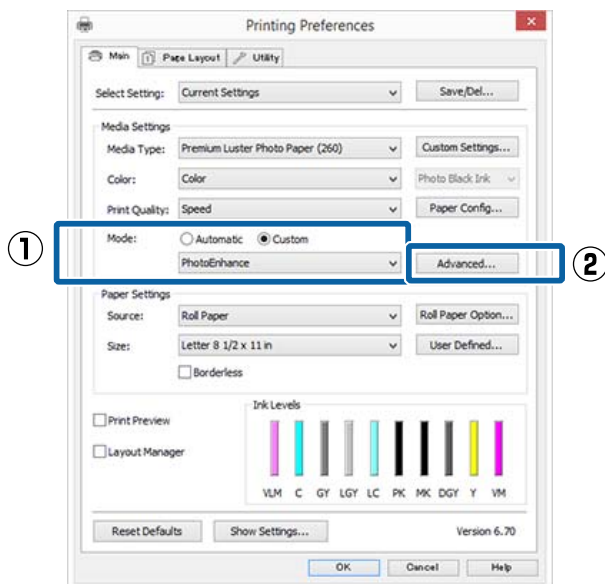 Printing Preferences
Main Page Layout Utility
Select Setting: Current Settings Save/Del...
Media Settings
Media Type: Premium Luster Photo Paper (260) Custom Settings...
Color: Color Photo Black Ink
Print Quality: Speed Paper Config...
① Mode: Automatic Custom
PhotoEnhance Advanced... ②
Paper Settings
Source: Roll Paper Roll Paper Option...
Size: Letter 8 1/2 x 11 in User Defined...
Borderless
Ink Levels
Print Preview
Layout Manager
VLM C GY LGY LC PK MK DGY Y VM
Reset Defaults Show Settings... Version 6.70
OK Cancel Help